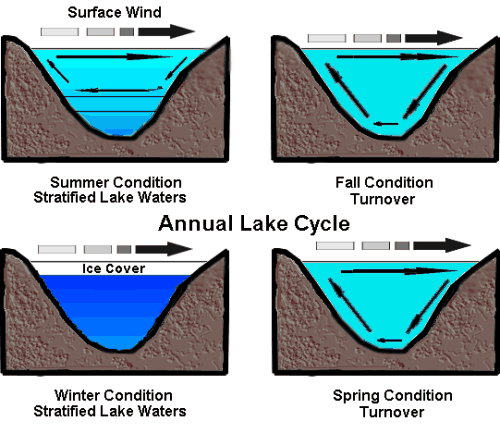 Surface Wind
Summer Condition
Stratified Lake Waters
Fall Condition
Turnover
Annual Lake Cycle
Ice Cover
Winter Condition
Stratified Lake Waters
Spring Condition
Turnover